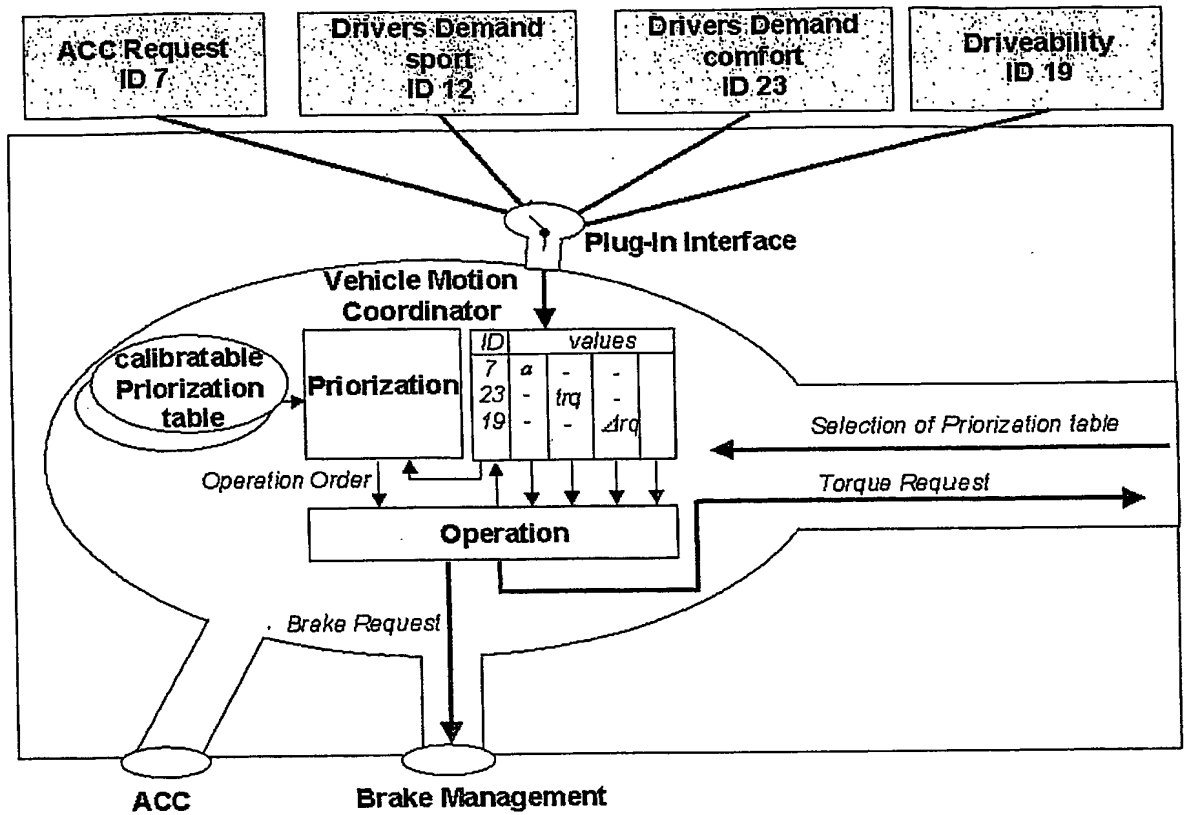 ACC Request
ID 7
Drivers Demand
sport
ID 12
Drivers Demand
comfort
ID 23
Driveability
ID 19
Plug-In Interface
Vehicle Motion
Coordinator
calibratable
Priorization
table
Priorization
ID values
7 a - -
23 - trq -
19 - - ⊿trq
Selection of Priorization table
Operation Order
Torque Request
Operation
Brake Request
ACC
Brake Management